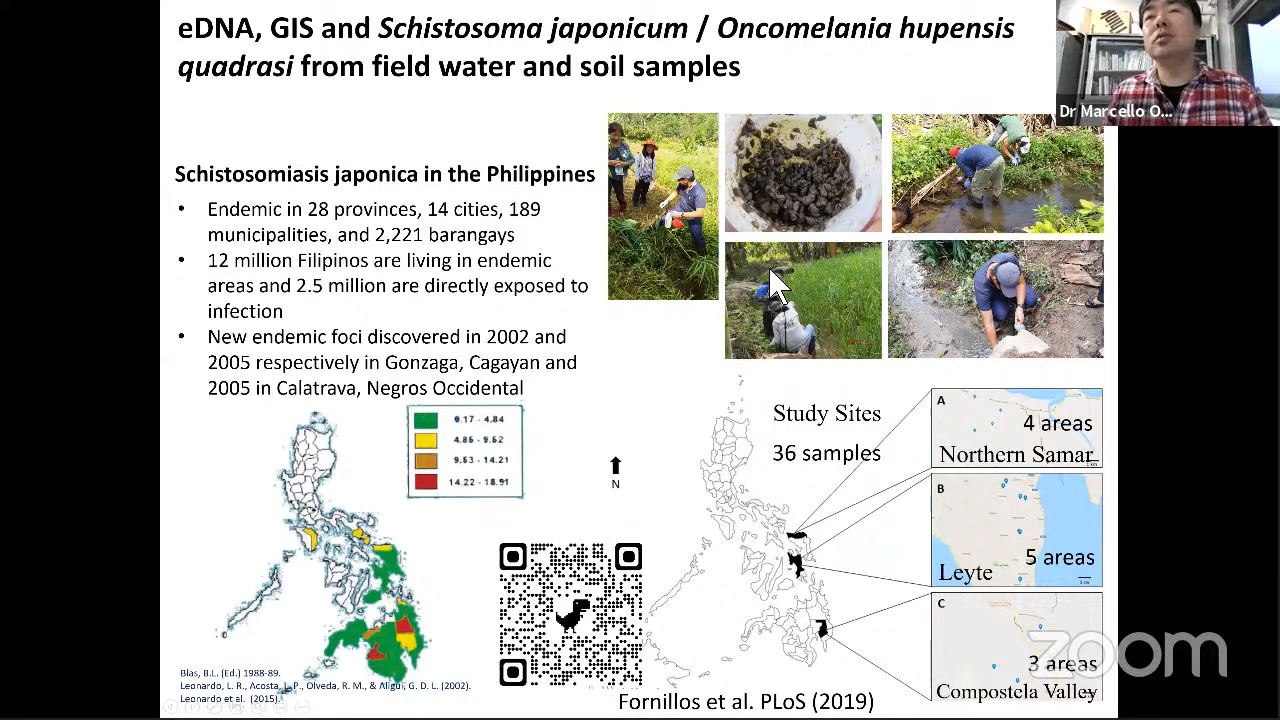 eDNA, GIS and Schistosoma japonicum / Oncomelania hupensis
quadrasi from field water and soil samples
Dr Marcello O...
Schistosomiasis japonica in the Philippines
• Endemic in 28 provinces, 14 cities, 189
municipalities, and 2,221 barangays
• 12 million Filipinos are living in endemic
areas and 2.5 million are directly exposed to
infection
• New endemic foci discovered in 2002 and
2005 respectively in Gonzaga, Cagayan and
2005 in Calatrava, Negros Occidental
0.17 - 4.84
4.85 - 9.52
9.53 - 14.21
14.22 - 18.91
N
Study Sites
36 samples
A
4 areas
Northern Samar
B
5 areas
Leyte
C
3 areas
Compostela Valley
zoom
Blas, B.L. (Ed.) 1988-89.
Leonardo, L. R., Acosta, L. P., Olveda, R. M., & Aligui, G. D. L. (2002).
Leonardo et al. (2015).
Fornillos et al. PLoS (2019)